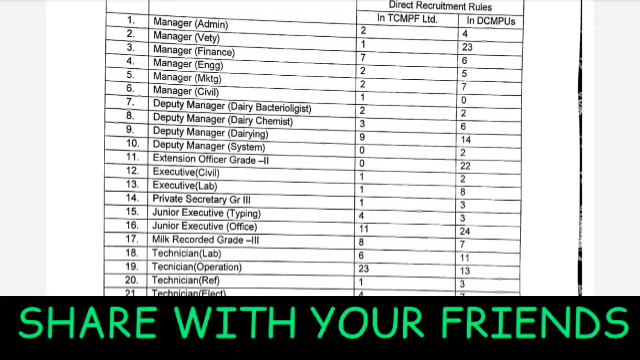 Direct Recruitment Rules
In TCMPF Ltd. In DCMPUs
1. Manager (Admin) 2 4
2. Manager (Vety) 1 23
3. Manager (Finance) 7 6
4. Manager (Engg) 2 5
5. Manager (Mktg) 2 7
6. Manager (Civil) 1 0
7. Deputy Manager (Dairy Bacterioligist) 2 2
8. Deputy Manager (Dairy Chemist) 3 6
9. Deputy Manager (Dairying) 9 14
10. Deputy Manager (System) 0 2
11. Extension Officer Grade –II 0 22
12. Executive(Civil) 1 2
13. Executive(Lab) 1 8
14. Private Secretary Gr III 1 3
15. Junior Executive (Typing) 4 3
16. Junior Executive (Office) 11 24
17. Milk Recorded Grade –III 8 7
18. Technician(Lab) 6 11
19. Tecnician(Operation) 23 13
20. Technician(Ref) 1 3
21. Technician(Elect)
SHARE WITH YOUR FRIENDS